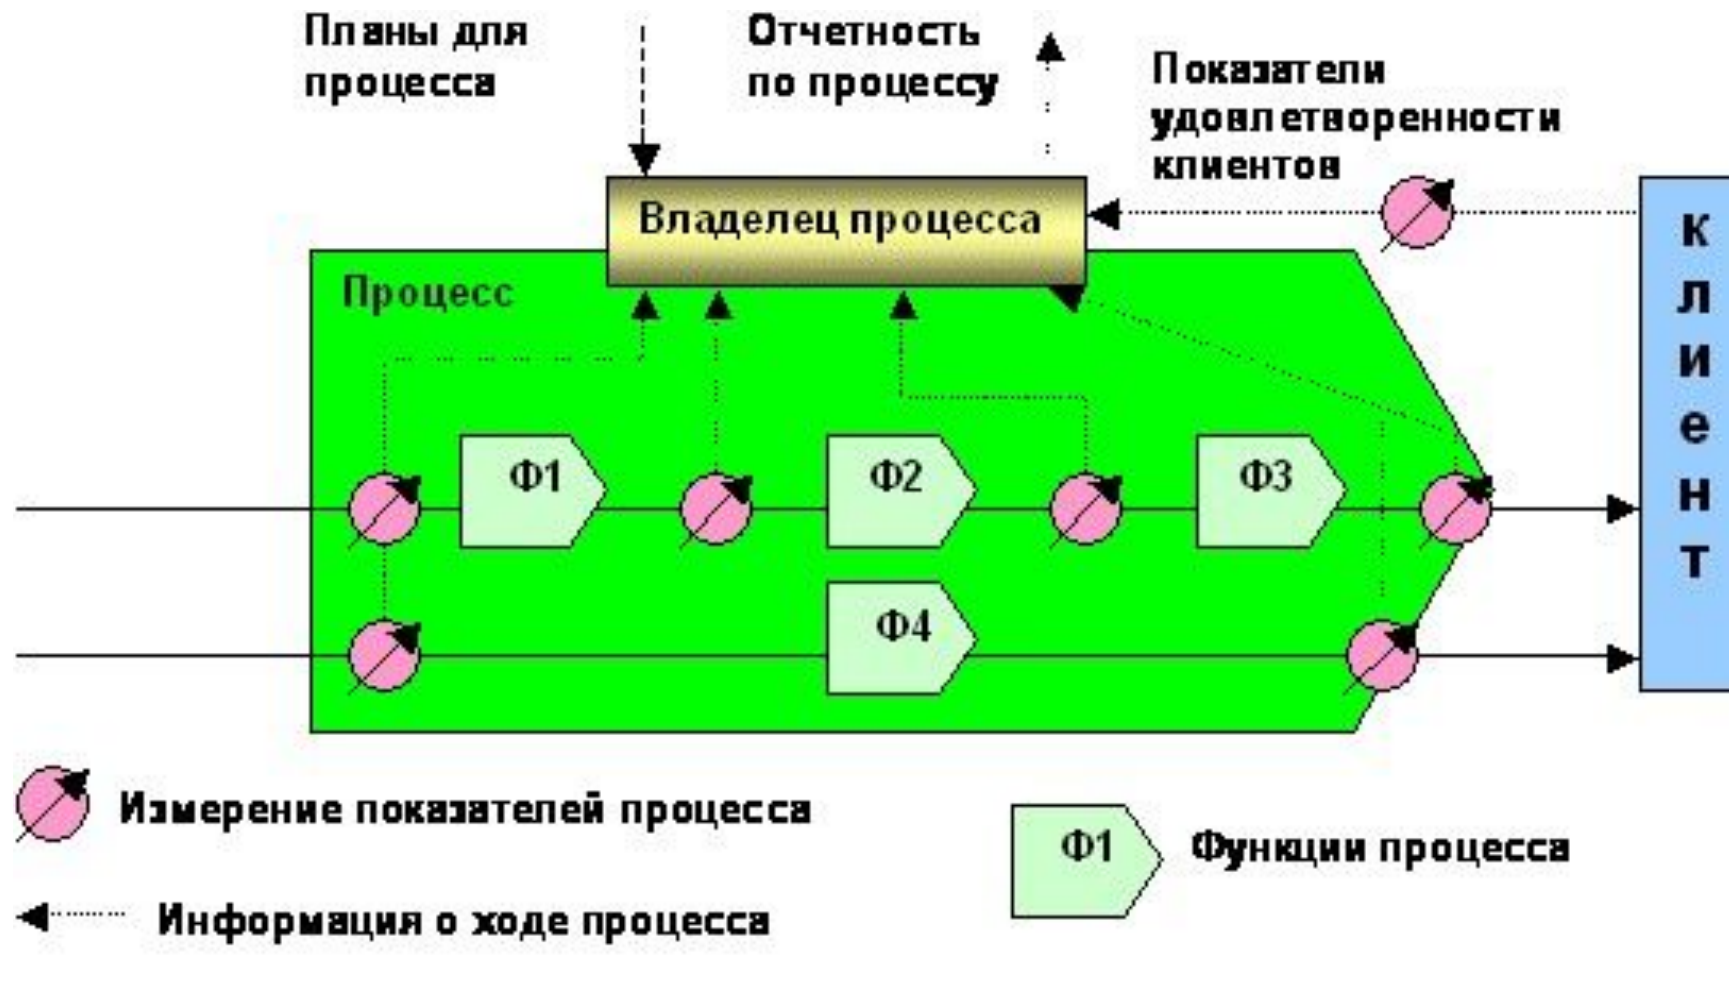 Планы для
процесса
Отчетность
по процессу
Показатели
удовлетворенности
клиентов
Владелец процесса
Процесс
Ф1
Ф2
Ф3
Ф4
к
л
и
е
н
т
Измерение показателей процесса
Ф1
Функции процесса
Информация о ходе процесса